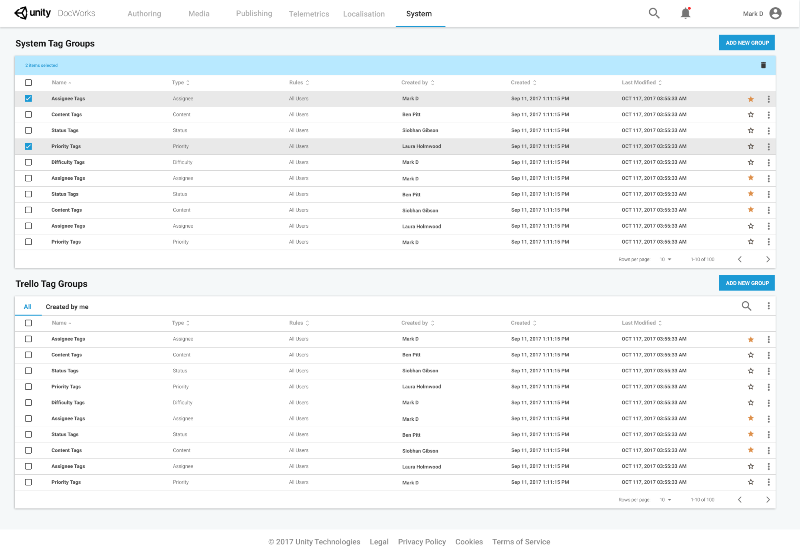 unity DocWorks Authoring Media Publishing Telemetrics Localisation System Mark D
System Tag Groups ADD NEW GROUP
2 items selected
Name Type Rules Created by Created Last Modified
Assignee Tags Assignee All Users Mark D Sep 11, 2017 1:11:15 PM OCT 117, 2017 03:55:33 AM
Content Tags Content All Users Ben Pitt Sep 11, 2017 1:11:15 PM OCT 117, 2017 03:55:33 AM
Status Tags Status All Users Siobhan Gibson Sep 11, 2017 1:11:15 PM OCT 117, 2017 03:55:33 AM
Priority Tags Priority All Users Laura Holmwood Sep 11, 2017 1:11:15 PM OCT 117, 2017 03:55:33 AM
Difficulty Tags Difficulty All Users Mark D Sep 11, 2017 1:11:15 PM OCT 117, 2017 03:55:33 AM
Assignee Tags Assignee All Users Mark D Sep 11, 2017 1:11:15 PM OCT 117, 2017 03:55:33 AM
Status Tags Status All Users Ben Pitt Sep 11, 2017 1:11:15 PM OCT 117, 2017 03:55:33 AM
Content Tags Content All Users Siobhan Gibson Sep 11, 2017 1:11:15 PM OCT 117, 2017 03:55:33 AM
Assignee Tags Assignee All Users Laura Holmwood Sep 11, 2017 1:11:15 PM OCT 117, 2017 03:55:33 AM
Priority Tags Priority All Users Mark D Sep 11, 2017 1:11:15 PM OCT 117, 2017 03:55:33 AM
Rows per page 10 1-10 of 100
Trello Tag Groups ADD NEW GROUP
All Created by me
Name Type Rules Created by Created Last Modified
Assignee Tags Assignee All Users Mark D Sep 11, 2017 1:11:15 PM OCT 117, 2017 03:55:33 AM
Content Tags Content All Users Ben Pitt Sep 11, 2017 1:11:15 PM OCT 117, 2017 03:55:33 AM
Status Tags Status All Users Siobhan Gibson Sep 11, 2017 1:11:15 PM OCT 117, 2017 03:55:33 AM
Priority Tags Priority All Users Laura Holmwood Sep 11, 2017 1:11:15 PM OCT 117, 2017 03:55:33 AM
Difficulty Tags Difficulty All Users Mark D Sep 11, 2017 1:11:15 PM OCT 117, 2017 03:55:33 AM
Assignee Tags Assignee All Users Mark D Sep 11, 2017 1:11:15 PM OCT 117, 2017 03:55:33 AM
Status Tags Status All Users Ben Pitt Sep 11, 2017 1:11:15 PM OCT 117, 2017 03:55:33 AM
Content Tags Content All Users Siobhan Gibson Sep 11, 2017 1:11:15 PM OCT 117, 2017 03:55:33 AM
Assignee Tags Assignee All Users Laura Holmwood Sep 11, 2017 1:11:15 PM OCT 117, 2017 03:55:33 AM
Priority Tags Priority All Users Mark D Sep 11, 2017 1:11:15 PM OCT 117, 2017 03:55:33 AM
Rows per page 10 1-10 of 100
© 2017 Unity Technologies Legal Privacy Policy Cookies Terms of Service